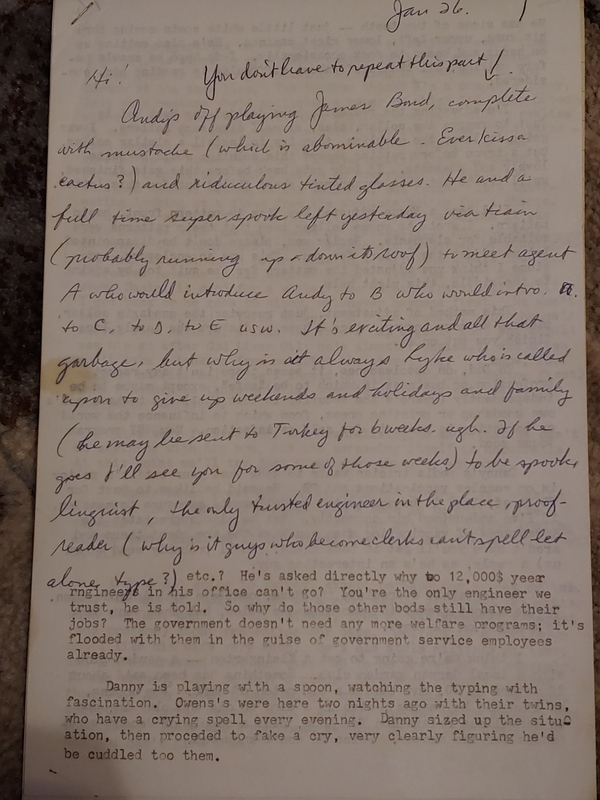 Jan 26.
Hi! You don't have to repeat this part!
Andy's off playing James Bond, complete
with mustache (which is abominable. Ever kiss a
cactus?) and ridiculous tinted glasses. He and a
full time super spook left yesterday via train
(probably running up + down its roof) to meet agent
A who would introduce Andy to B who would intro.
to C, to D, to E usw. It's exciting and all that
garbage, but why is it always Lyke who is called
upon to give up weekends and holidays and family
(he may be sent to Turkey for 6 weeks. ugh. If he
goes I'll see you for some of those weeks) to be spook,
linguist, the only trusted engineer in the place, proof-
reader (why is it guys who become clerks can't spell let
alone type?) etc.? He's asked directly why to 12,000$ yeer
rngineers in his office can't go? You're the only engineer we
trust, he is told. So why do those other bods still have their
jobs? The government doesn't need any more welfare programs; it's
flooded with them in the guise of government service employees
already.
Danny is playing with a spoon, watching the typing with
fascination. Owens's were here two nights ago with their twins,
who have a crying spell every evening. Danny sized up the situ
ation, then proceded to fake a cry, very clearly figuring he'd
be cuddled too them.